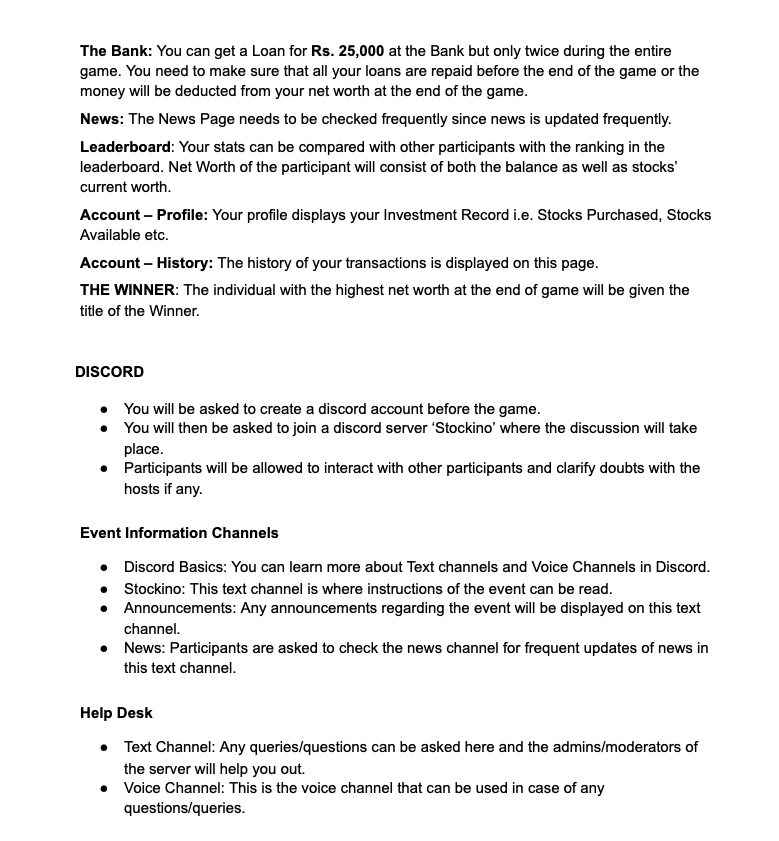 The Bank: You can get a Loan for Rs. 25,000 at the Bank but only twice during the entire
game. You need to make sure that all your loans are repaid before the end of the game or the
money will be deducted from your net worth at the end of the game.
News: The News Page needs to be checked frequently since news is updated frequently.
Leaderboard: Your stats can be compared with other participants with the ranking in the
leaderboard. Net Worth of the participant will consist of both the balance as well as stocks'
current worth.
Account – Profile: Your profile displays your Investment Record i.e. Stocks Purchased, Stocks
Available etc.
Account – History: The history of your transactions is displayed on this page.
THE WINNER: The individual with the highest net worth at the end of game will be given the
title of the Winner.
DISCORD
● You will be asked to create a discord account before the game.
● You will then be asked to join a discord server ‘Stockino’ where the discussion will take
place.
● Participants will be allowed to interact with other participants and clarify doubts with the
hosts if any.
Event Information Channels
● Discord Basics: You can learn more about Text channels and Voice Channels in Discord.
● Stockino: This text channel is where instructions of the event can be read.
● Announcements: Any announcements regarding the event will be displayed on this text
channel.
● News: Participants are asked to check the news channel for frequent updates of news in
this text channel.
Help Desk
● Text Channel: Any queries/questions can be asked here and the admins/moderators of
the server will help you out.
● Voice Channel: This is the voice channel that can be used in case of any
questions/queries.